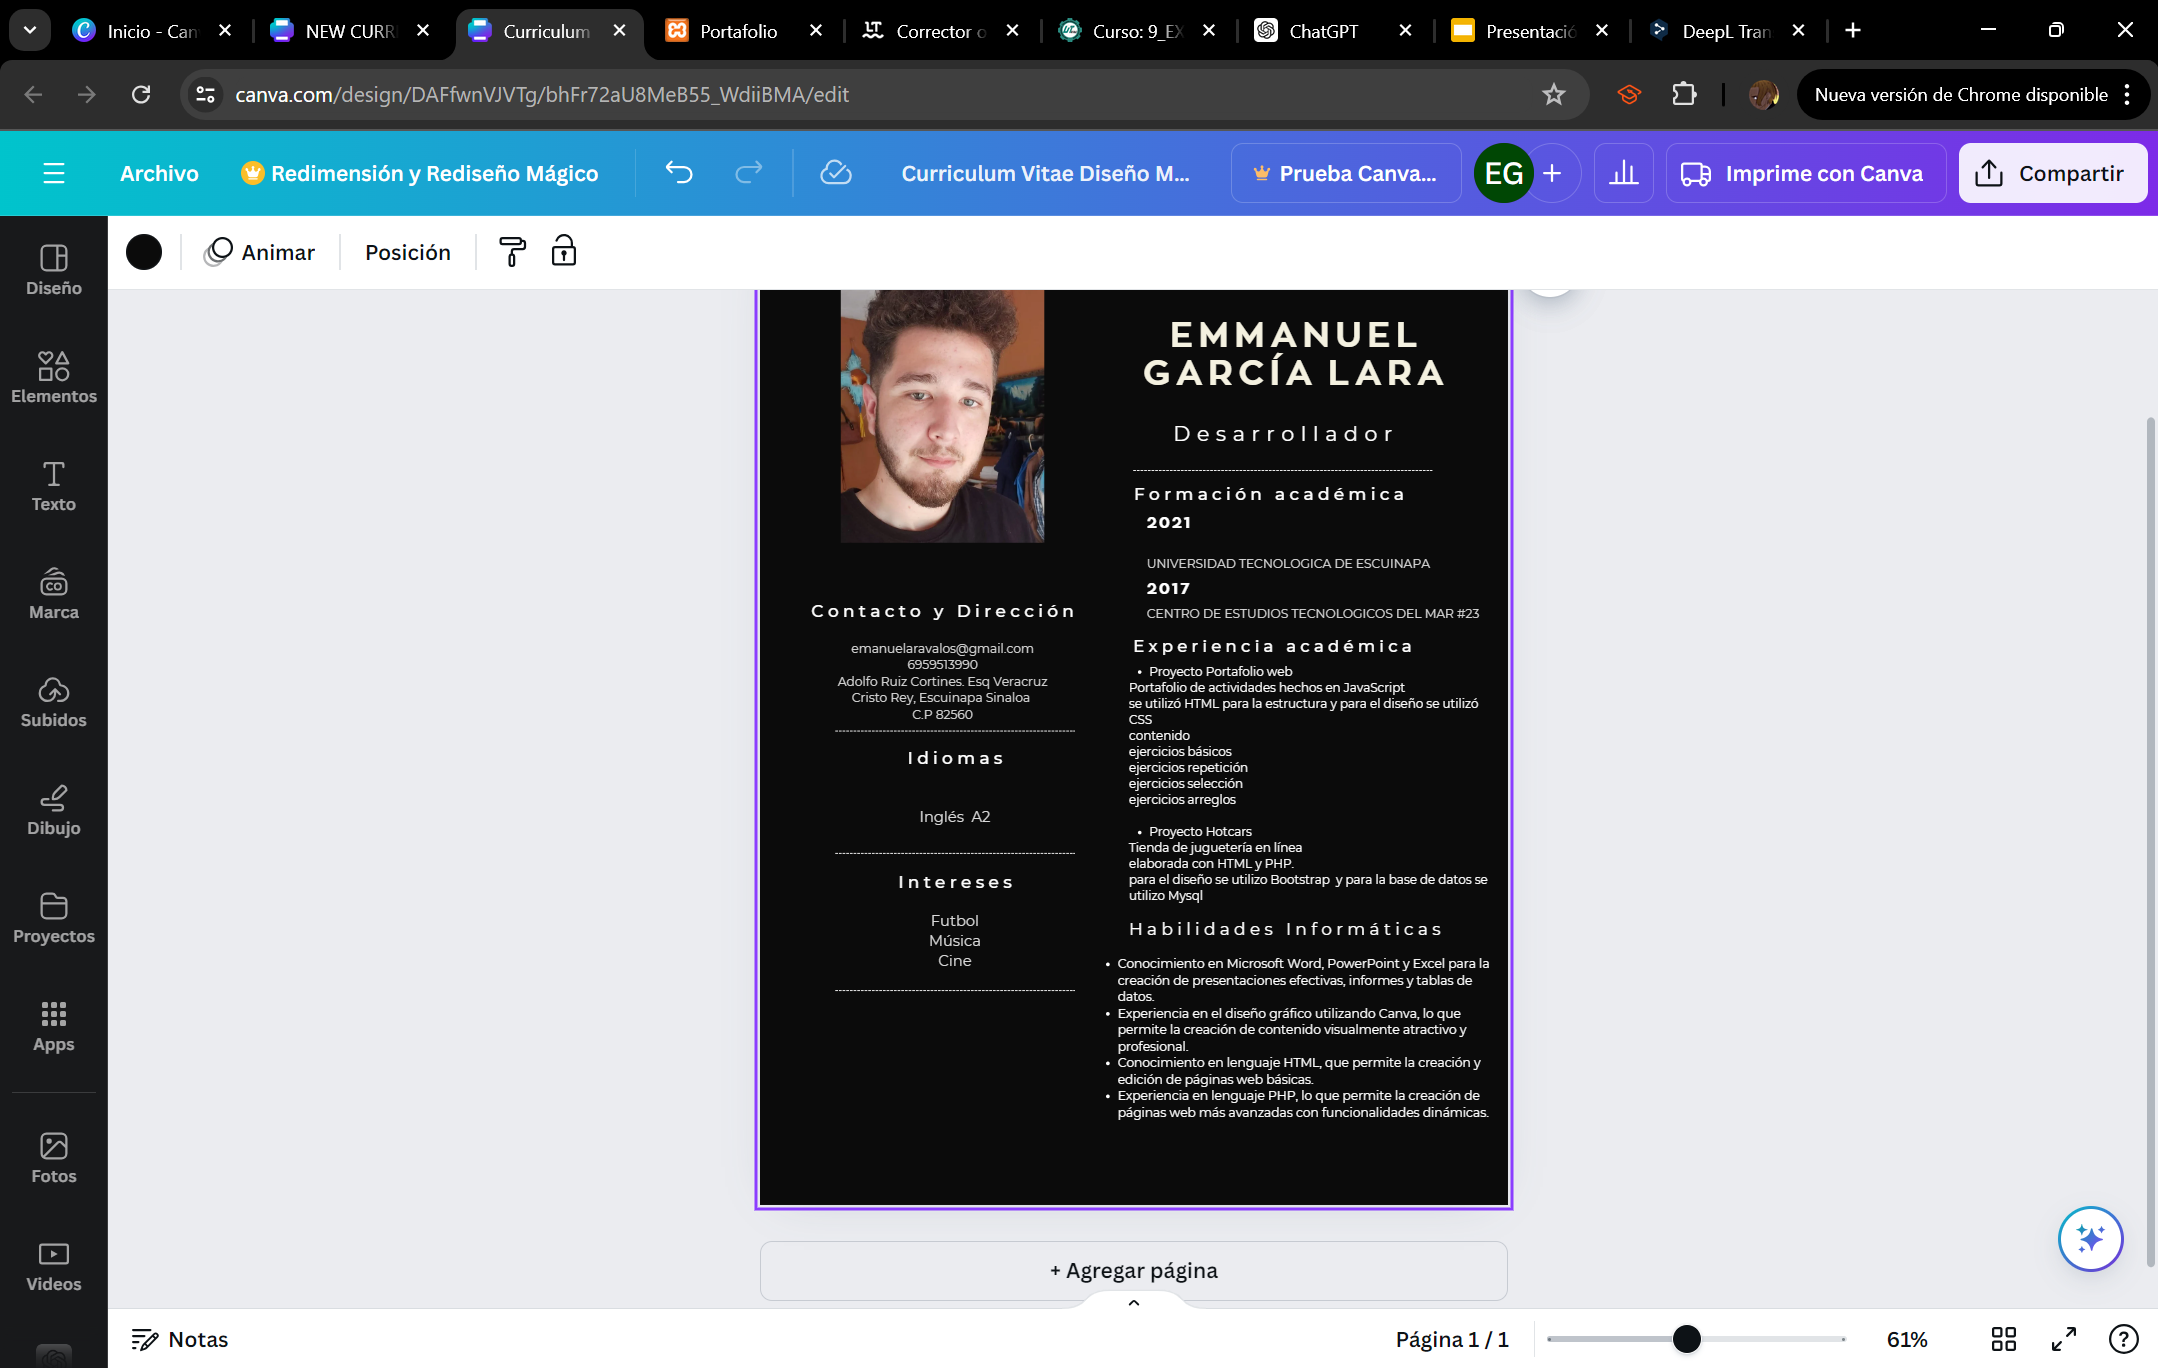 Inicio - Can
NEW CURR
Curriculum
Portafolio
Corrector o
Curso: 9_EX
ChatGPT
Presentació
DeepL Tran
canva.com/design/DAFfwnVJVTg/bhFr72aU8MeB55_WdiiBMA/edit
Nueva versión de Chrome disponible
Archivo
Redimensión y Rediseño Mágico
Curriculum Vitae Diseño M...
Prueba Canva...
EG
Imprime con Canva
Compartir
Animar
Posición
Diseño
Elementos
Texto
Marca
Subidos
Dibujo
Proyectos
Apps
Fotos
Videos
EMMANUEL
GARCÍA LARA
Desarrollador
Formación académica
2021
UNIVERSIDAD TECNOLOGICA DE ESCUINAPA
2017
CENTRO DE ESTUDIOS TECNOLOGICOS DEL MAR #23
Contacto y Dirección
emanuelaravalos@gmail.com
6959513990
Adolfo Ruiz Cortines. Esq Veracruz
Cristo Rey, Escuinapa Sinaloa
C.P 82560
Idiomas
Inglés A2
Intereses
Futbol
Música
Cine
Experiencia académica
• Proyecto Portafolio web
Portafolio de actividades hechos en JavaScript
se utilizó HTML para la estructura y para el diseño se utilizó
CSS
contenido
ejercicios básicos
ejercicios repetición
ejercicios selección
ejercicios arreglos
• Proyecto Hotcars
Tienda de juguetería en línea
elaborada con HTML y PHP.
para el diseño se utilizo Bootstrap y para la base de datos se
utilizo Mysql
Habilidades Informáticas
• Conocimiento en Microsoft Word, PowerPoint y Excel para la
creación de presentaciones efectivas, informes y tablas de
datos.
• Experiencia en el diseño gráfico utilizando Canva, lo que
permite la creación de contenido visualmente atractivo y
profesional.
• Conocimiento en lenguaje HTML, que permite la creación y
edición de páginas web básicas.
• Experiencia en lenguaje PHP, lo que permite la creación de
páginas web más avanzadas con funcionalidades dinámicas.
+ Agregar página
Notas
Página 1 / 1
61%